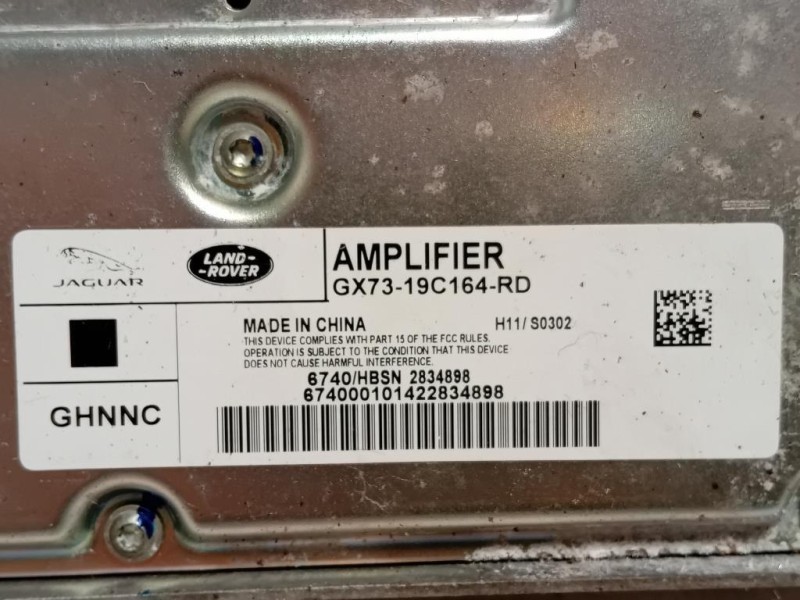 JAGUAR
LAND-
-ROVER
AMPLIFIER
GX73-19C164-RD
MADE IN CHINA
H11/ S0302
THIS DEVICE COMPLIES WITH PART 15 OF THE FCC RULES.
OPERATION IS SUBJECT TO THE CONDITION THAT THIS DEVICE
DOES NOT CAUSE HARMFUL INTERFERENCE.
6740/HBSN 2834898
674000101422834898
GHNNC